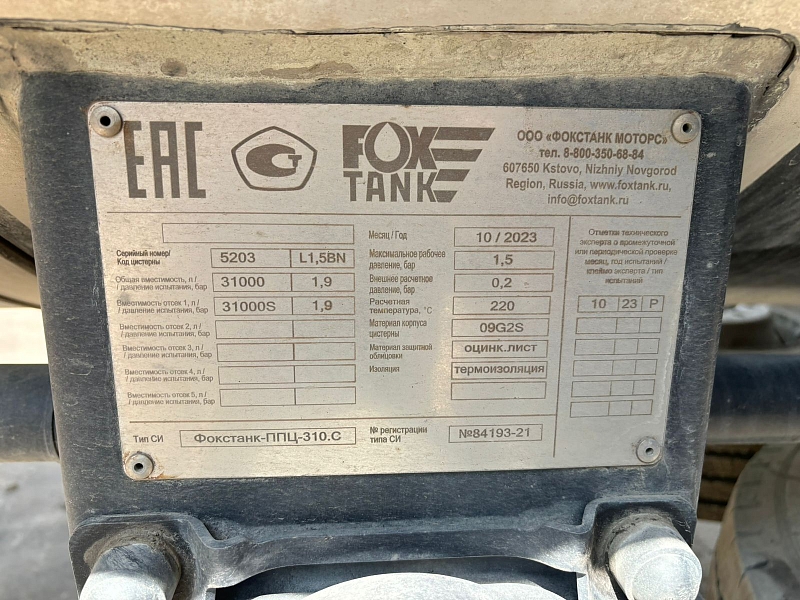 EAC
FOX
TANK
ООО «ФОКСТАНК МОТОРС»
тел. 8-800-350-68-84
607650 Kstovo, Nizhniy Novgorod
Region, Russia, www.foxtank.ru,
info@foxtank.ru
Серийный номер/
Код цистерны
5203
L1,5BN
Общая вместимость, л /
/ давление испытания, бар
31000
1,9
Вместимость отсек 1, л /
/ давление испытания, бар
31000S
1,9
Вместимость отсек 2, л /
/ давление испытания, бар
Вместимость отсек 3, л /
/ давление испытания, бар
Вместимость отсек 4, л /
/ давление испытания, бар
Вместимость отсек 5, л /
/ давление испытания, бар
Месяц / Год
10 / 2023
Максимальное рабочее
давление, бар
1,5
Внешнее расчетное
давление, бар
0,2
Расчетная
температура, °С
220
Материал корпуса
цистерны
09G2S
Материал защитной
облицовки
оцинк.лист
Изоляция
термоизоляция
Отметки технического
эксперта о промежуточной
или периодической проверке
месяц, год испытаний /
клеймо эксперта / тип
испытаний
10 23 P
Тип СИ
Фокстанк-ППЦ-310.С
№ регистрации
типа СИ
№84193-21